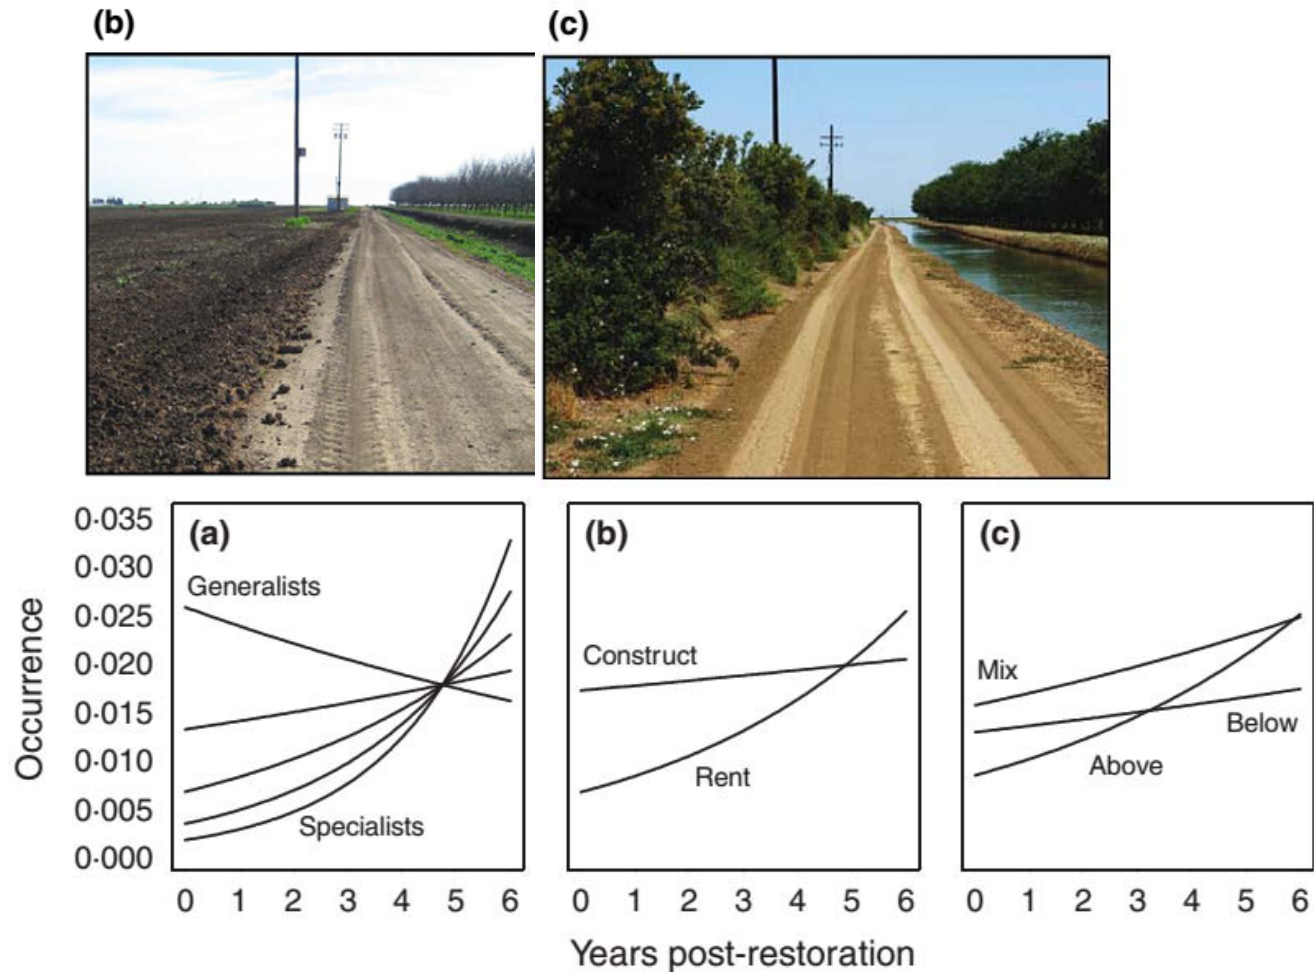 (b)
(c)
0·035
0·030
0·025
0·020
0·015
0·010
0·005
0·000
Occurrence
(a)
Generalists
Specialists
0 1 2 3 4 5 6
(b)
Construct
Rent
0 1 2 3 4 5 6
(c)
Mix
Below
Above
0 1 2 3 4 5 6
Years post-restoration